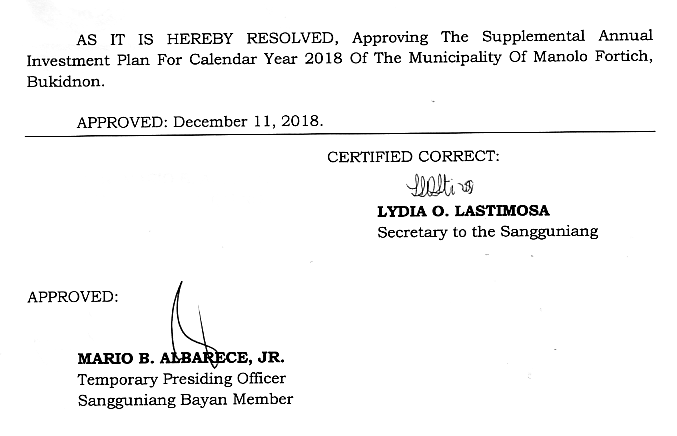 AS IT IS HEREBY RESOLVED, Approving The Supplemental Annual
Investment Plan For Calendar Year 2018 Of The Municipality Of Manolo Fortich,
Bukidnon.
APPROVED: December 11, 2018.
CERTIFIED CORRECT:
LYDIA O. LASTIMOSA
Secretary to the Sangguniang
APPROVED:
MARIO B. ALBARECE, JR.
Temporary Presiding Officer
Sangguniang Bayan Member